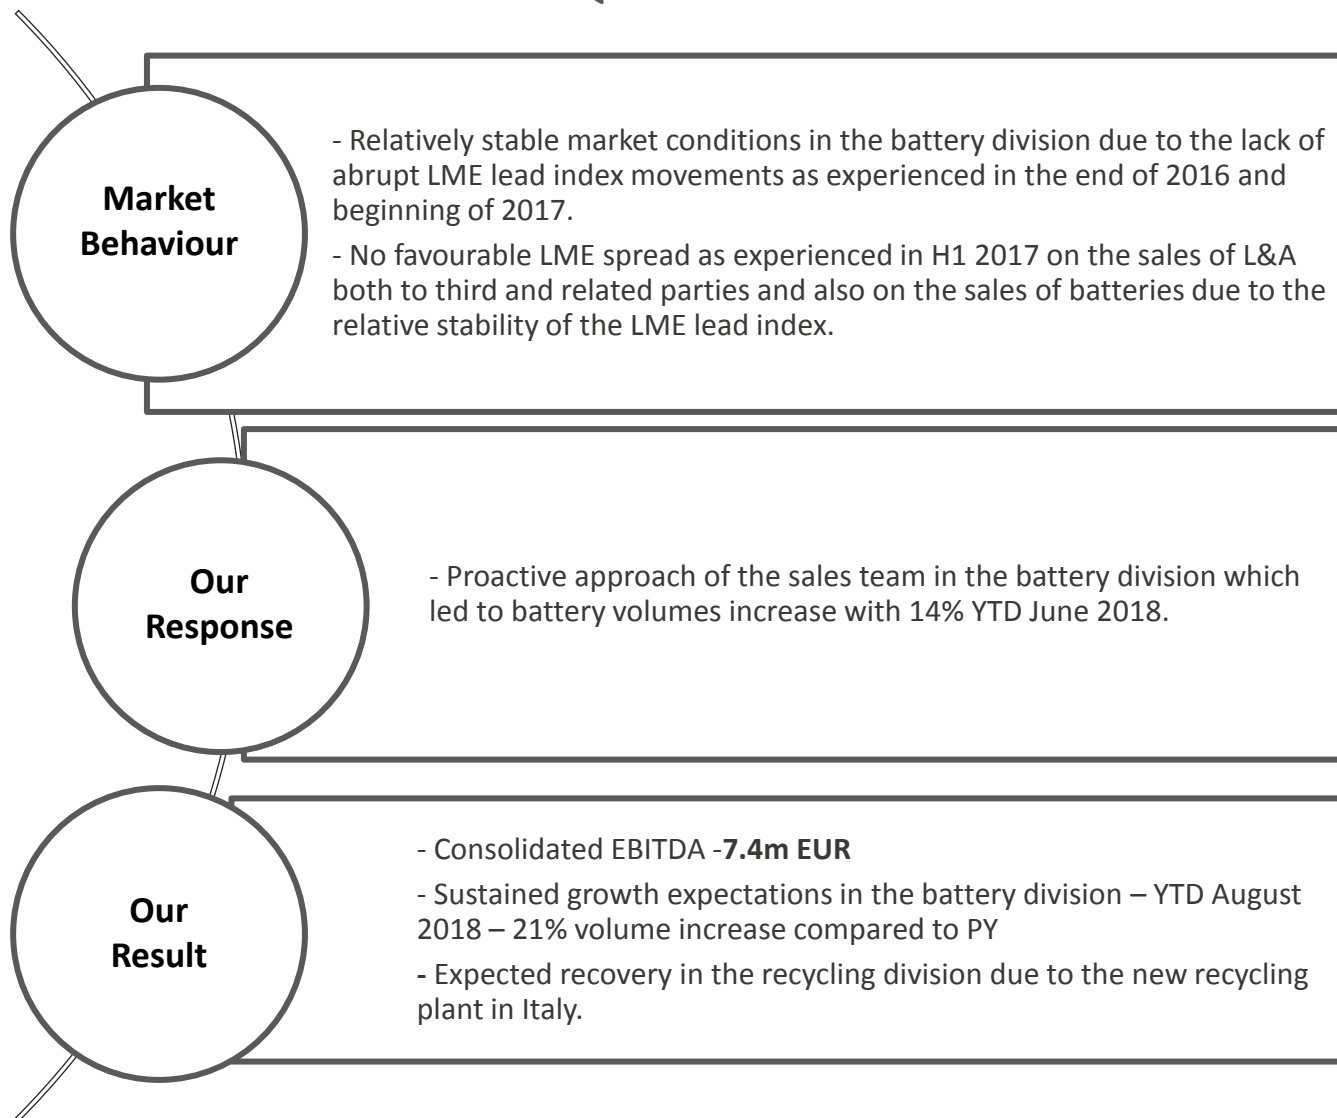 Market
Behaviour
- Relatively stable market conditions in the battery division due to the lack of
abrupt LME lead index movements as experienced in the end of 2016 and
beginning of 2017.
- No favourable LME spread as experienced in H1 2017 on the sales of L&A
both to third and related parties and also on the sales of batteries due to the
relative stability of the LME lead index.
Our
Response
- Proactive approach of the sales team in the battery division which
led to battery volumes increase with 14% YTD June 2018.
Our
Result
- Consolidated EBITDA -7.4m EUR
- Sustained growth expectations in the battery division – YTD August
2018 – 21% volume increase compared to PY
- Expected recovery in the recycling division due to the new recycling
plant in Italy.